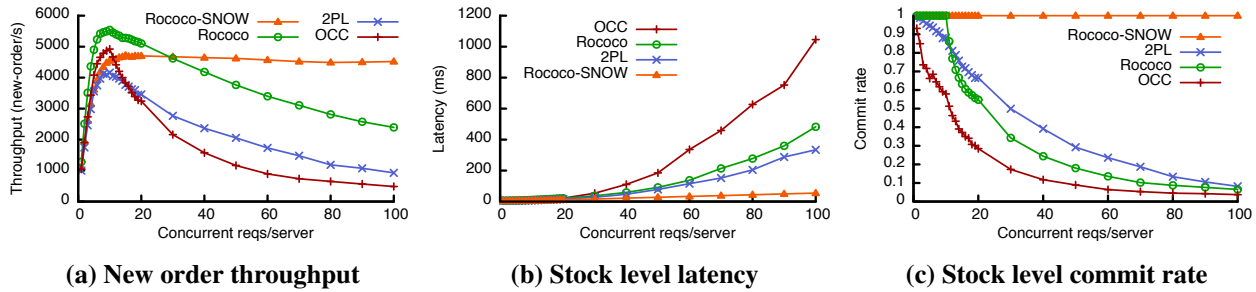 Throughput (new-order/s)
6000
5000
4000
3000
2000
1000
0
Rococo-SNOW
Rococo
2PL
OCC
0
20
40
60
80
100
Concurrent reqs/server
(a) New order throughput
Latency (ms)
1200
1000
800
600
400
200
0
OCC
Rococo
2PL
Rococo-SNOW
0
20
40
60
80
100
Concurrent reqs/server
(b) Stock level latency
Commit rate
1
0.9
0.8
0.7
0.6
0.5
0.4
0.3
0.2
0.1
0
Rococo-SNOW
2PL
Rococo
OCC
0
20
40
60
80
100
Concurrent reqs/server
(c) Stock level commit rate